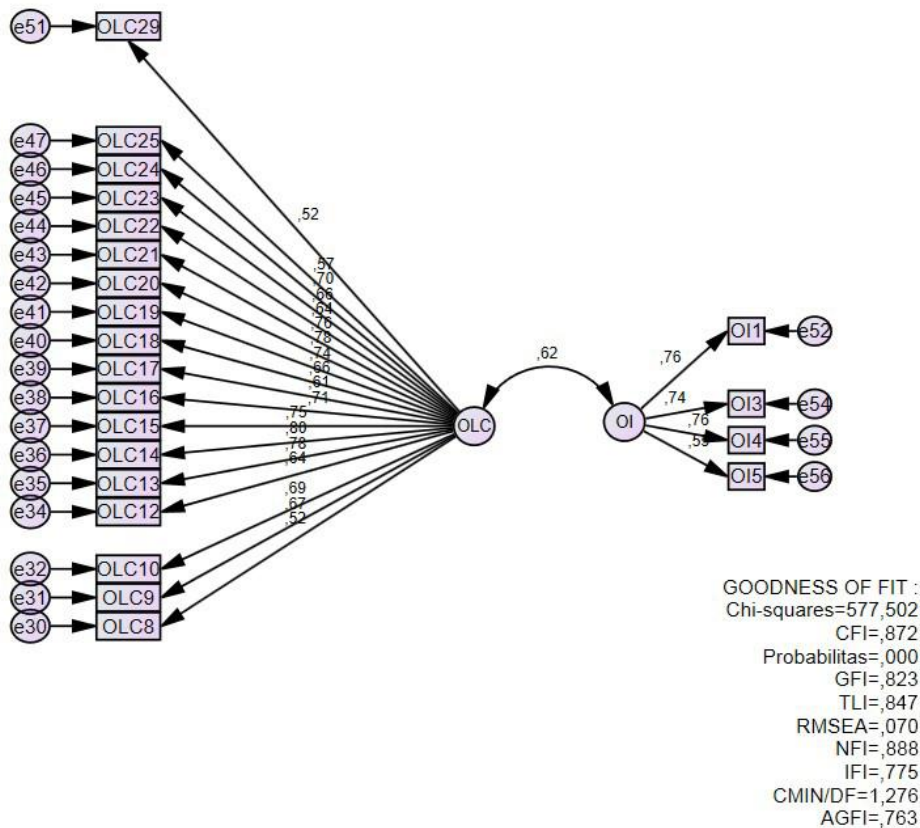 e51 OLC29
e47 OLC25
e46 OLC24
e45 OLC23
e44 OLC22
e43 OLC21
e42 OLC20
e41 OLC19
e40 OLC18
e39 OLC17
e38 OLC16
e37 OLC15
e36 OLC14
e35 OLC13
e34 OLC12
e32 OLC10
e31 OLC9
e30 OLC8
,52
,57
,70
,66
,76
,78
,74
,66
,61
,71
,75
,80
,78
,64
,69
,67
,52
OLC
,62
OI
,76
,74
,76
OI1 e52
OI3 e54
OI4 e55
OI5 e56
GOODNESS OF FIT :
Chi-squares=577,502
CFI=,872
Probabilitas=,000
GFI=,823
TLI=,847
RMSEA=,070
NFI=,888
IFI=,775
CMIN/DF=1,276
AGFI=,763